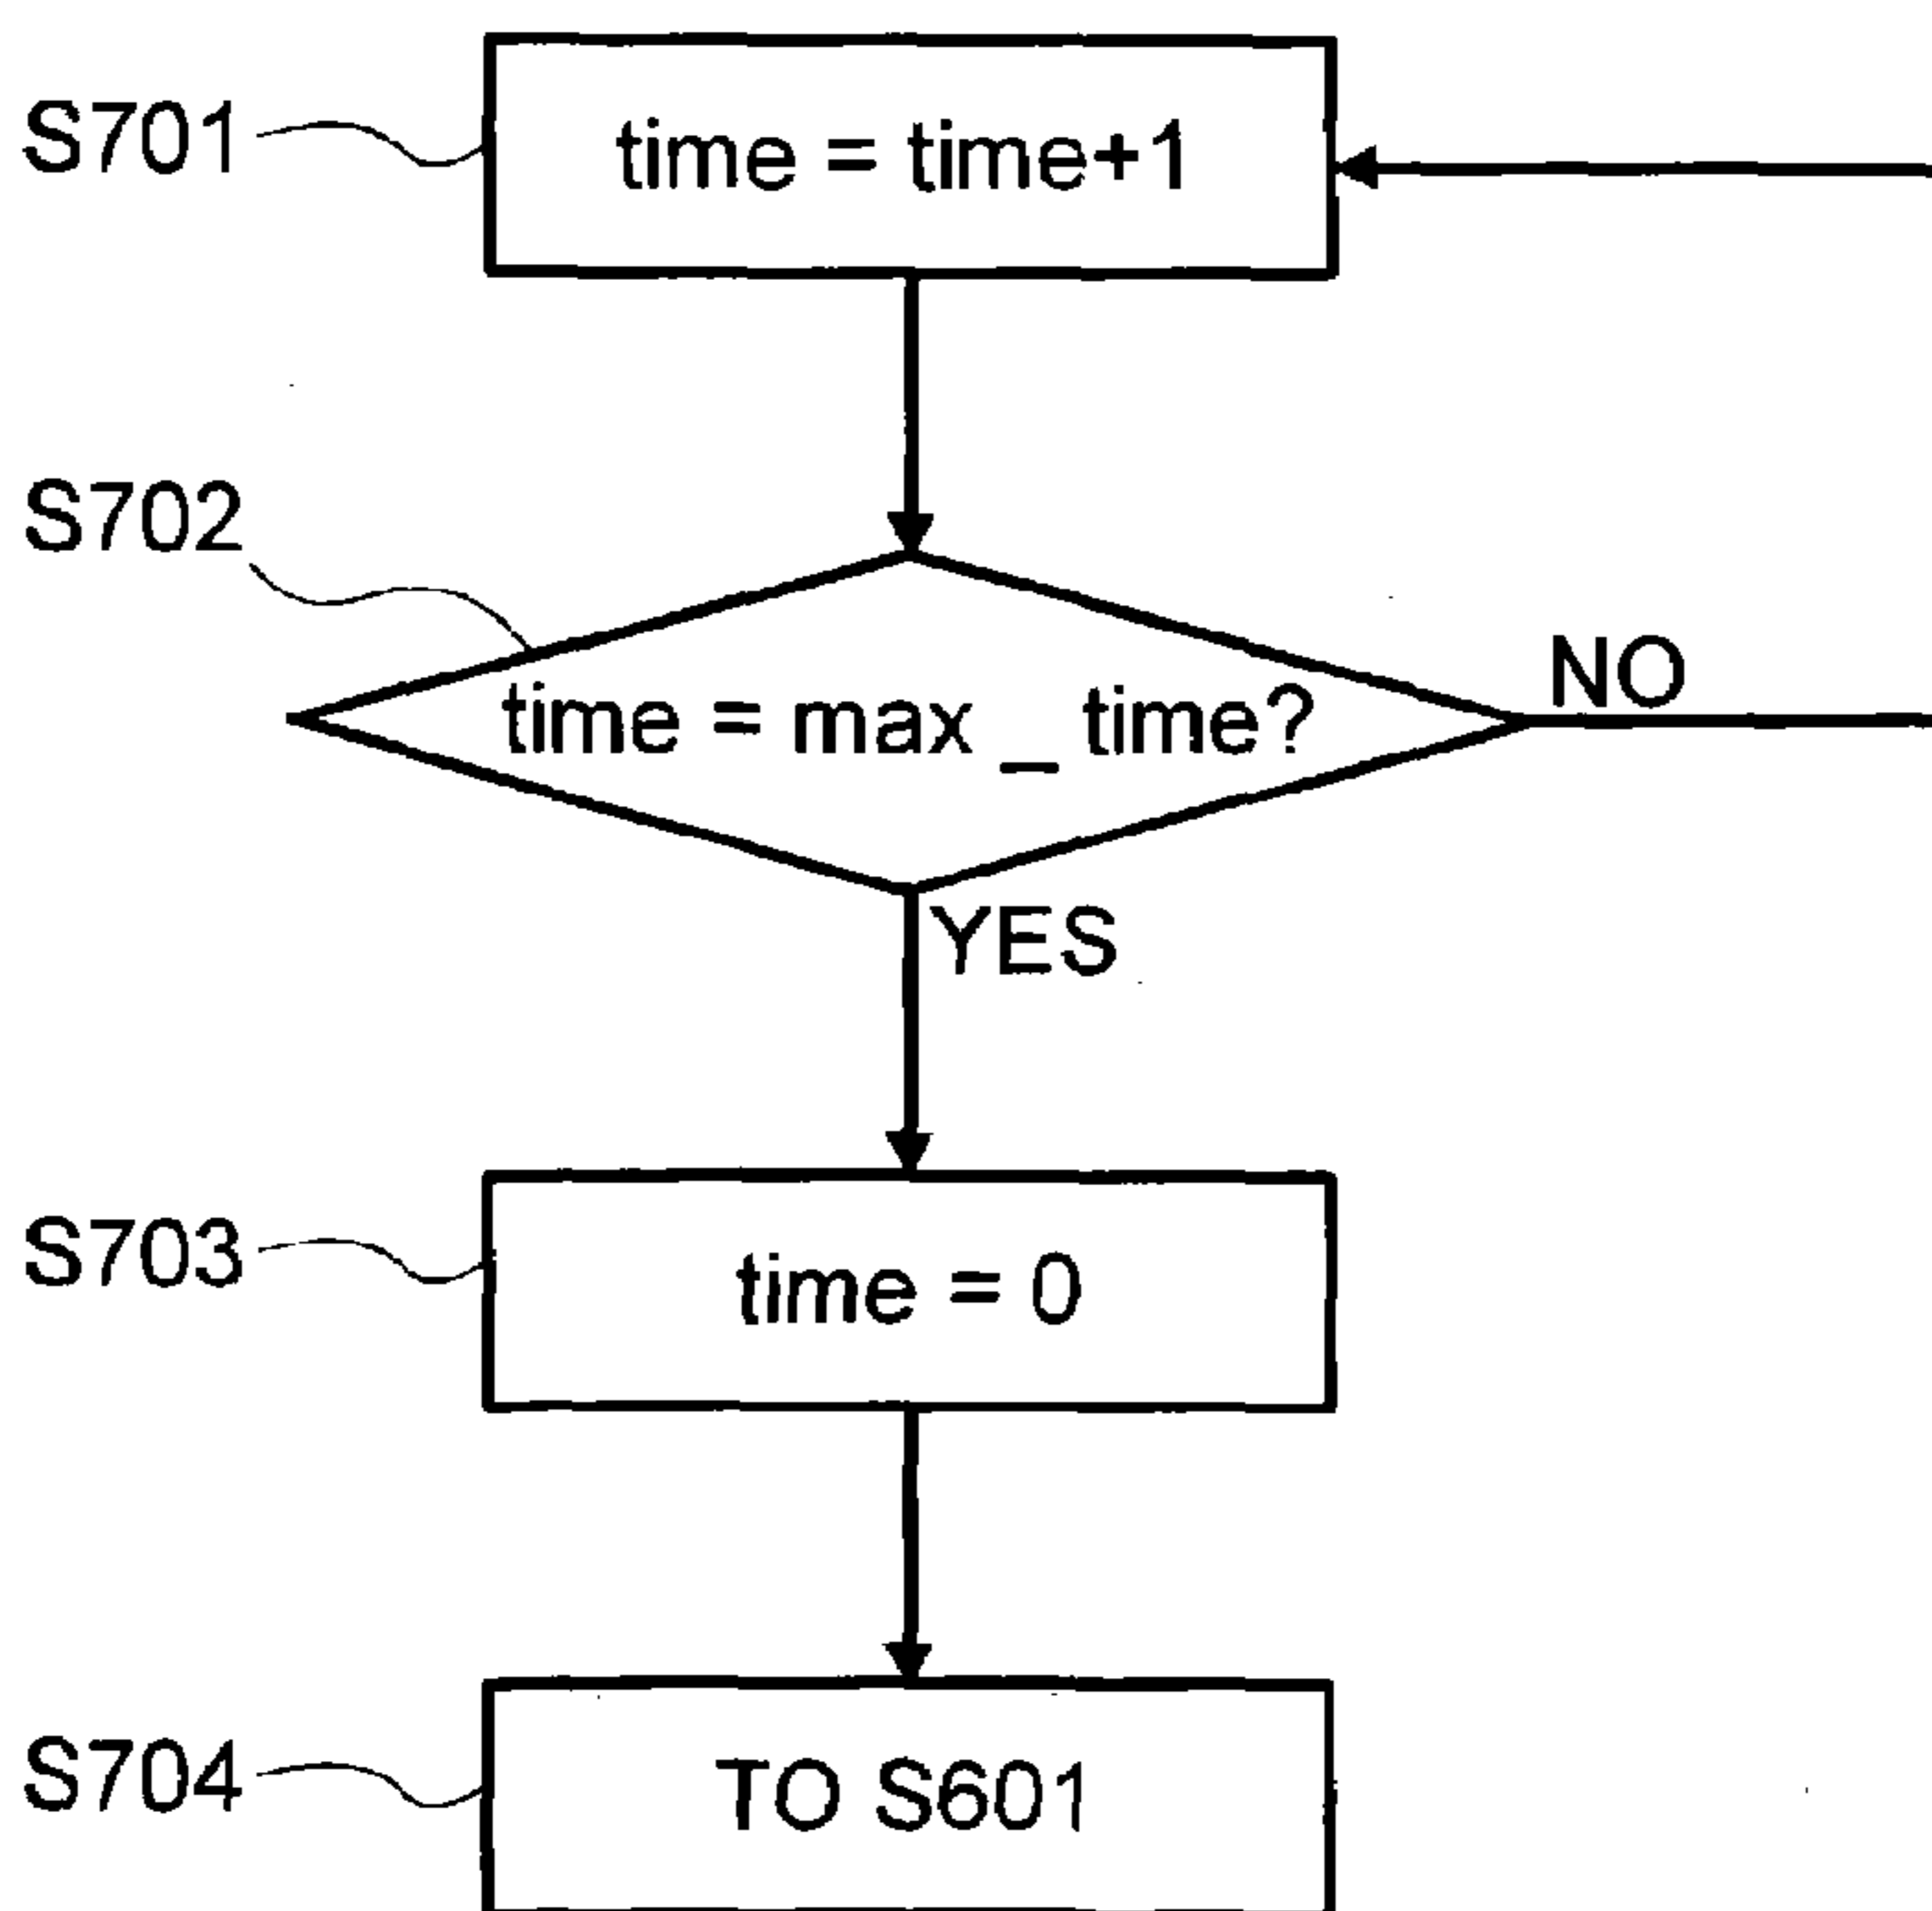 S701
time = time+1
S702
time = max _ time?
NO
YES
S703
time = 0
S704
TO S601